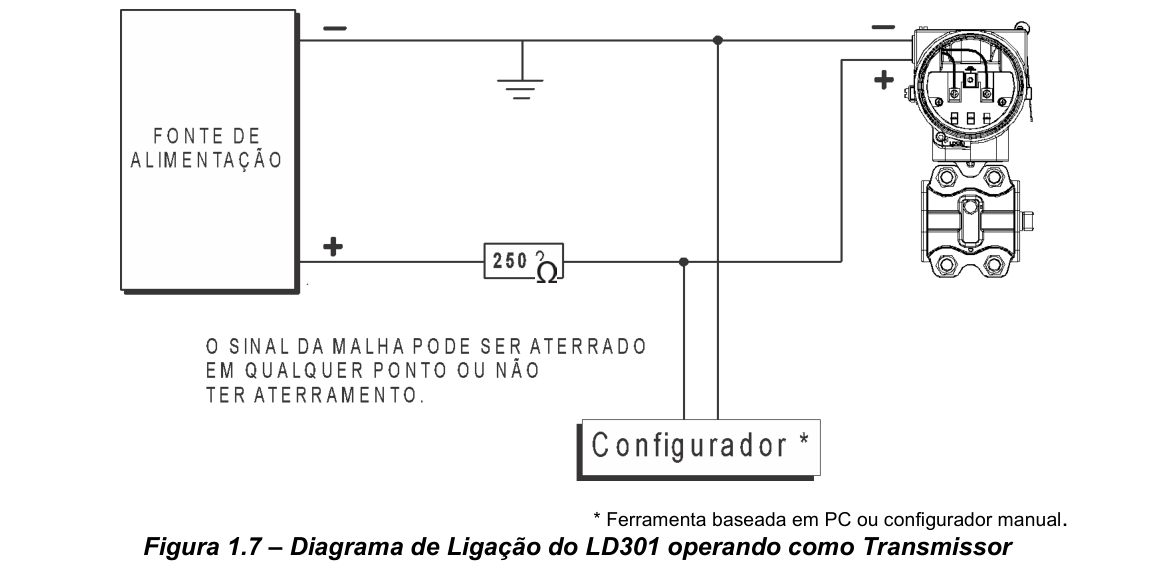 FONTE DE
ALIMENTAÇÃO
250 Ω
O SINAL DA MALHA PODE SER ATERRADO
EM QUALQUER PONTO OU NÃO
TER ATERRAMENTO.
Configurador *
* Ferramenta baseada em PC ou configurador manual.
Figura 1.7 – Diagrama de Ligação do LD301 operando como Transmissor